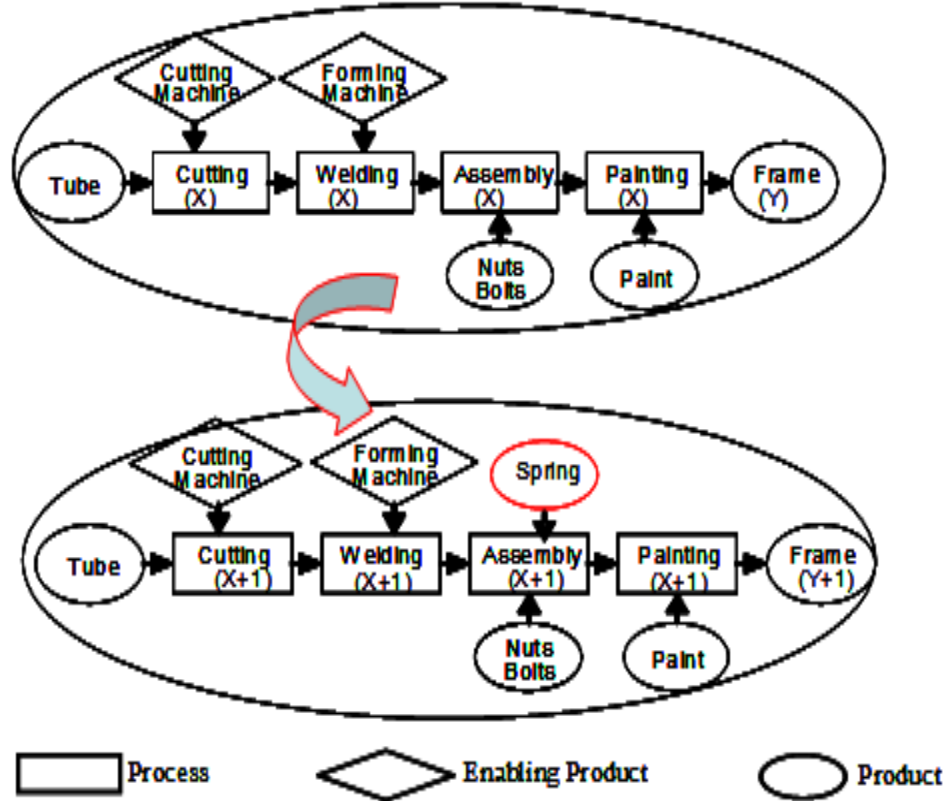 Cutting
Machine
Forming
Machine
Tube
Cutting
(X)
Welding
(X)
Assembly
(X)
Painting
(X)
Frame
(Y)
Nuts
Bolts
Paint
Cutting
Machine
Forming
Machine
Spring
Tube
Cutting
(X+1)
Welding
(X+1)
Assembly
(X+1)
Painting
(X+1)
Frame
(Y+1)
Nuts
Bolts
Paint
Process
Enabling Product
Product